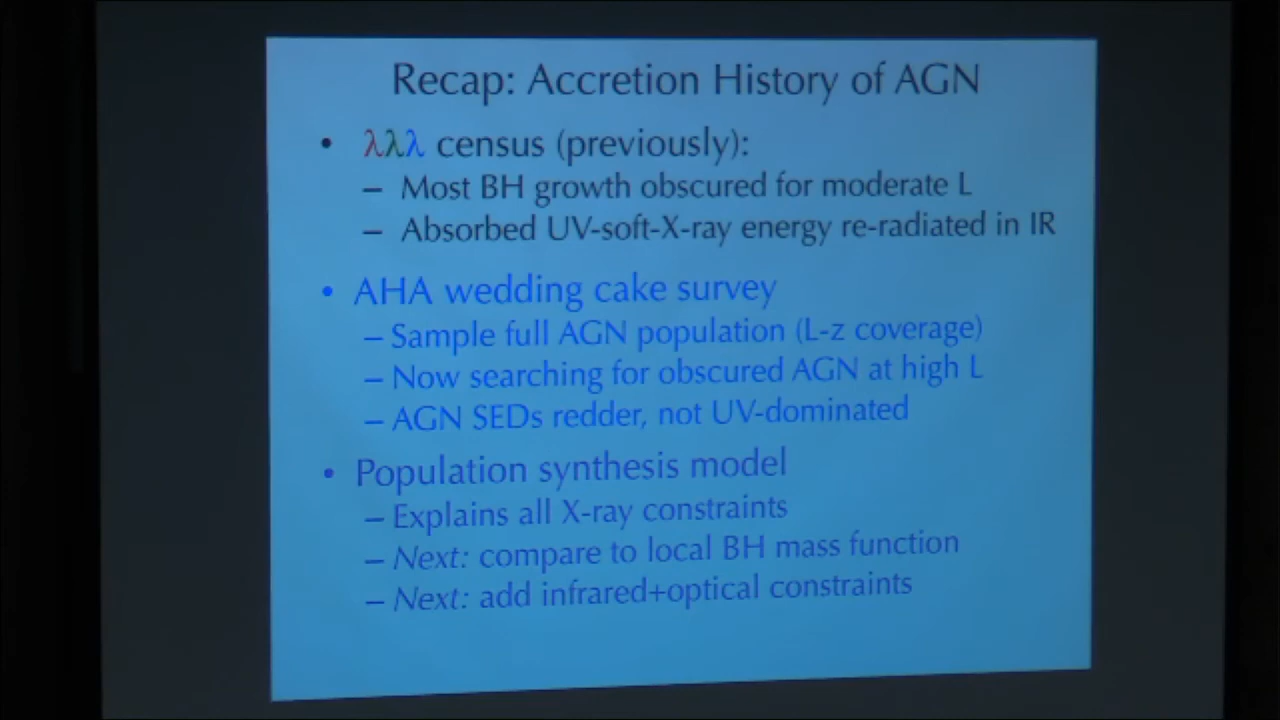 Recap: Accretion History of AGN
• λλλ census (previously):
– Most BH growth obscured for moderate L
– Absorbed UV-soft-X-ray energy re-radiated in IR
• AHA wedding cake survey
– Sample full AGN population (L-z coverage)
– Now searching for obscured AGN at high L
– AGN SEDs redder, not UV-dominated
• Population synthesis model
– Explains all X-ray constraints
– Next: compare to local BH mass function
– Next: add infrared+optical constraints